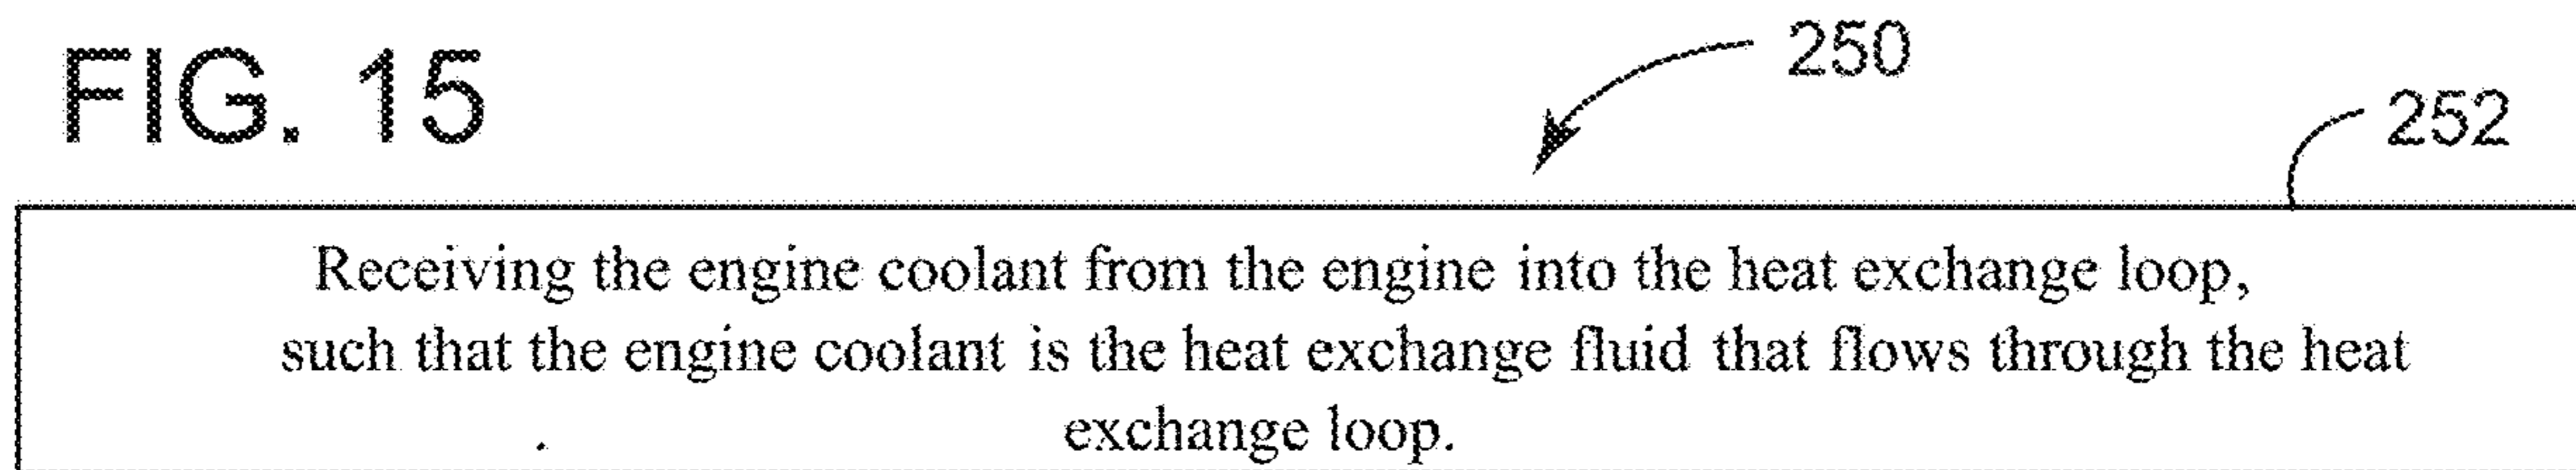 FIG. 15
250
252
Receiving the engine coolant from the engine into the heat exchange loop,
such that the engine coolant is the heat exchange fluid that flows through the heat
exchange loop.